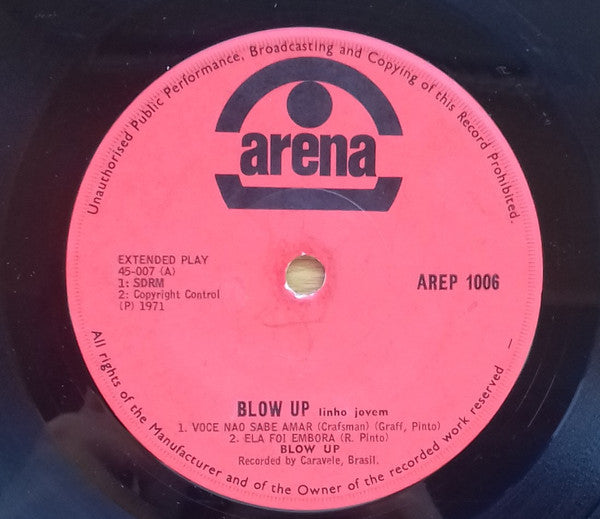 Unauthorised Public Performance, Broadcasting and Copying of this Record Prohibited.
arena
EXTENDED PLAY
45-007 (A)
1: SDRM
2: Copyright Control
(P) 1971
AREP 1006
BLOW UP linho jovem
1. VOCE NAO SABE AMAR (Crafsman) (Graff, Pinto)
2. ELA FOI EMBORA (R. Pinto)
BLOW UP
Recorded by Caravele, Brasil.
All rights of the Manufacturer and of the Owner of the recorded work reserved